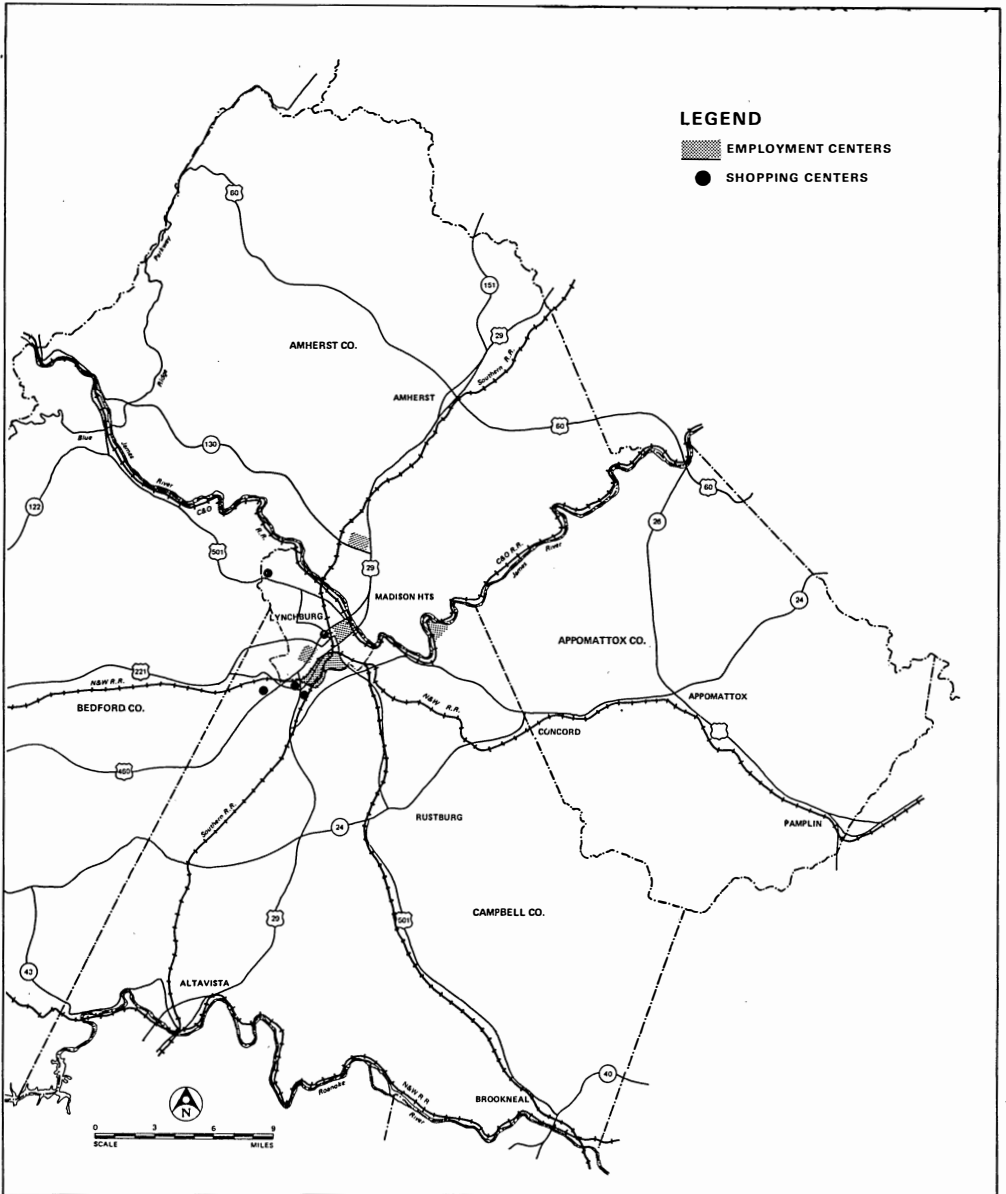 LEGEND
EMPLOYMENT CENTERS
SHOPPING CENTERS
60
Parkway
151
29
AMHERST CO.
Southern R.R.
Ridge
AMHERST
60
Blue
James
130
River
60
122
C&O
R.R.
26
501
C&O R.R.
James River
29
MADISON HTS
24
LYNCHBURG
APPOMATTOX CO.
221
N&W R.R.
N&W R.R.
APPOMATTOX
BEDFORD CO.
CONCORD
460
Southern R.R.
24
RUSTBURG
PAMPLIN
29
501
CAMPBELL CO.
43
ALTAVISTA
40
Roanoke
N&W R R
River
BROOKNEAL
N
0 3 6 9
SCALE MILES